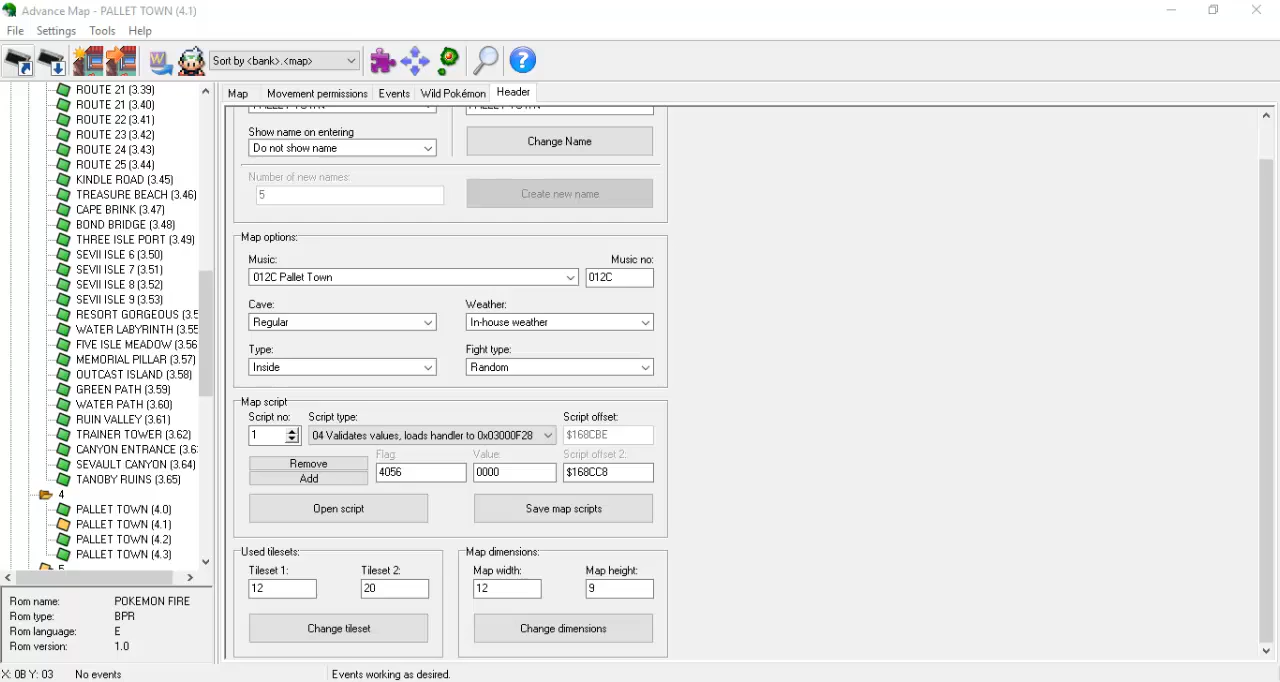 Advance Map - PALLET TOWN (4.1)
File Settings Tools Help
Sort by <bank>.<map>
Map Movement permissions Events Wild Pokémon Header
ROUTE 21 (3.39)
ROUTE 21 (3.40)
ROUTE 22 (3.41)
ROUTE 23 (3.42)
ROUTE 24 (3.43)
ROUTE 25 (3.44)
KINDLE ROAD (3.45)
TREASURE BEACH (3.46)
CAPE BRINK (3.47)
BOND BRIDGE (3.48)
THREE ISLE PORT (3.49)
SEVII ISLE 6 (3.50)
SEVII ISLE 7 (3.51)
SEVII ISLE 8 (3.52)
SEVII ISLE 9 (3.53)
RESORT GORGEOUS (3.5
WATER LABYRINTH (3.55
FIVE ISLE MEADOW (3.56
MEMORIAL PILLAR (3.57)
OUTCAST ISLAND (3.58)
GREEN PATH (3.59)
WATER PATH (3.60)
RUIN VALLEY (3.61)
TRAINER TOWER (3.62)
CANYON ENTRANCE (3.6
SEVAULT CANYON (3.64)
TANOBY RUINS (3.65)
4
PALLET TOWN (4.0)
PALLET TOWN (4.1)
PALLET TOWN (4.2)
PALLET TOWN (4.3)
5
Rom name: POKEMON FIRE
Rom type: BPR
Rom language: E
Rom version: 1.0
PALLET TOWN PALLET TOWN
Show name on entering
Do not show name
Change Name
Number of new names:
5
Create new name
Map options:
Music: Music no:
012C Pallet Town 012C
Cave: Weather:
Regular In-house weather
Type: Fight type:
Inside Random
Map script
Script no: Script type: Script offset:
1 04 Validates values, loads handler to 0x03000F28 $168CBE
Remove Flag: Value: Script offset 2:
Add 4056 0000 $168CC8
Open script Save map scripts
Used tilesets:
Tileset 1: Tileset 2:
12 20
Change tileset
Map dimensions:
Map width: Map height:
12 9
Change dimensions
X: 0B Y: 03 No events Events working as desired.